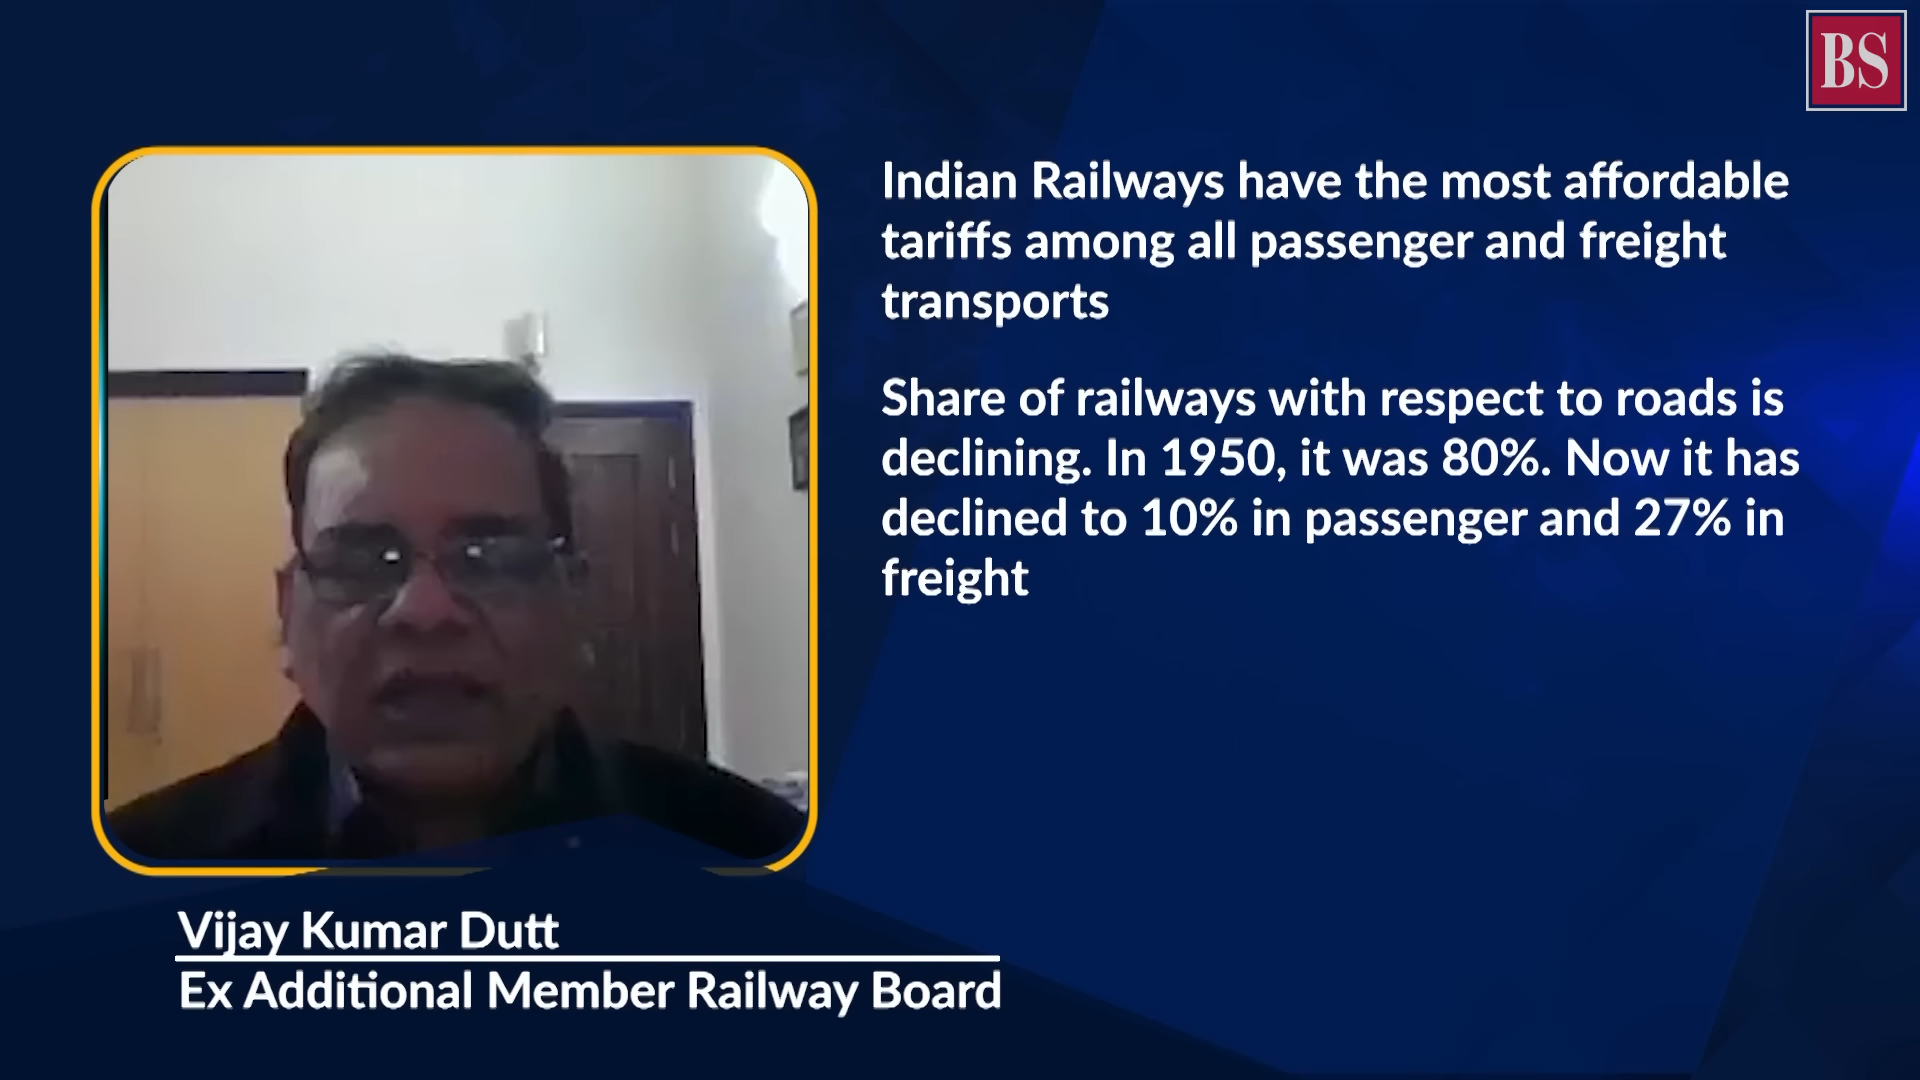 BS
Indian Railways have the most affordable
tariffs among all passenger and freight
transports
Share of railways with respect to roads is
declining. In 1950, it was 80%. Now it has
declined to 10% in passenger and 27% in
freight
Vijay Kumar Dutt
Ex Additional Member Railway Board